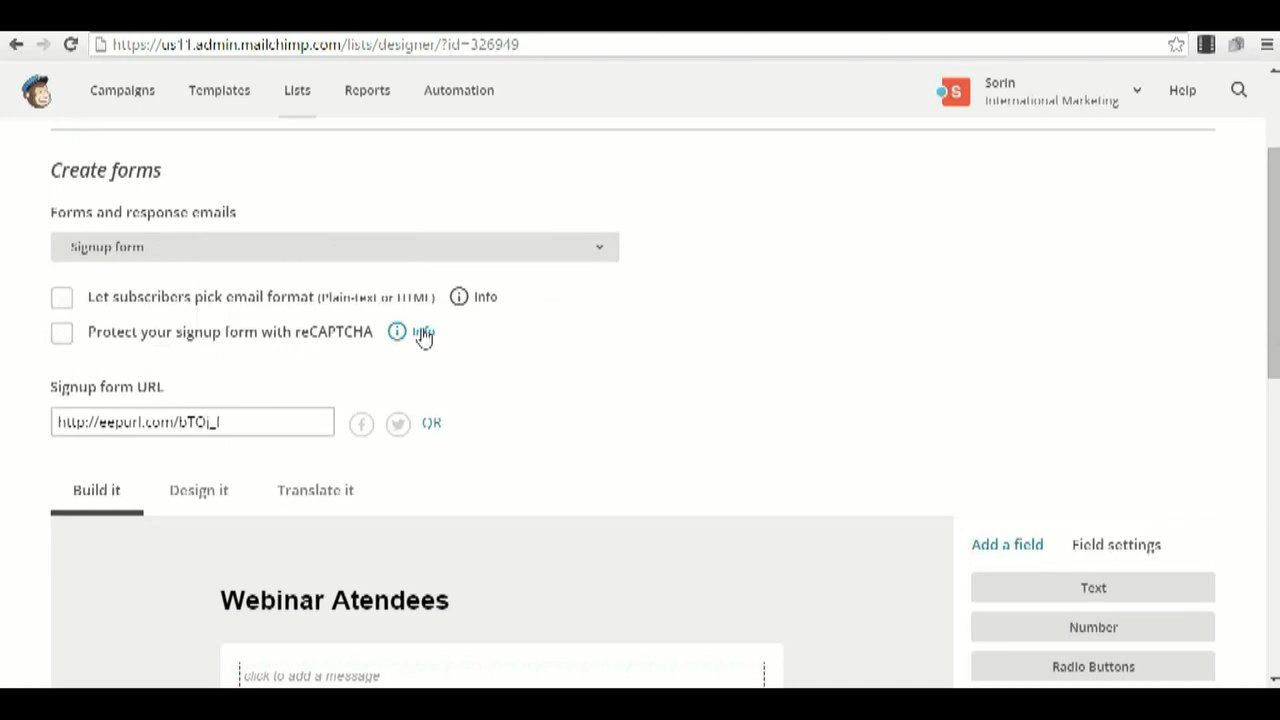 https://us11.admin.mailchimp.com/lists/designer/?id=326949
Campaigns Templates Lists Reports Automation
S
Sorin
International Marketing
Help
Create forms
Forms and response emails
Signup form
Let subscribers pick email format (Plain-text or HTML) Info
Protect your signup form with reCAPTCHA Info
Signup form URL
http://eepurl.com/ QR
Build it Design it Translate it
Add a field Field settings
Webinar Atendees
Text
Number
Radio Buttons
click to add a message